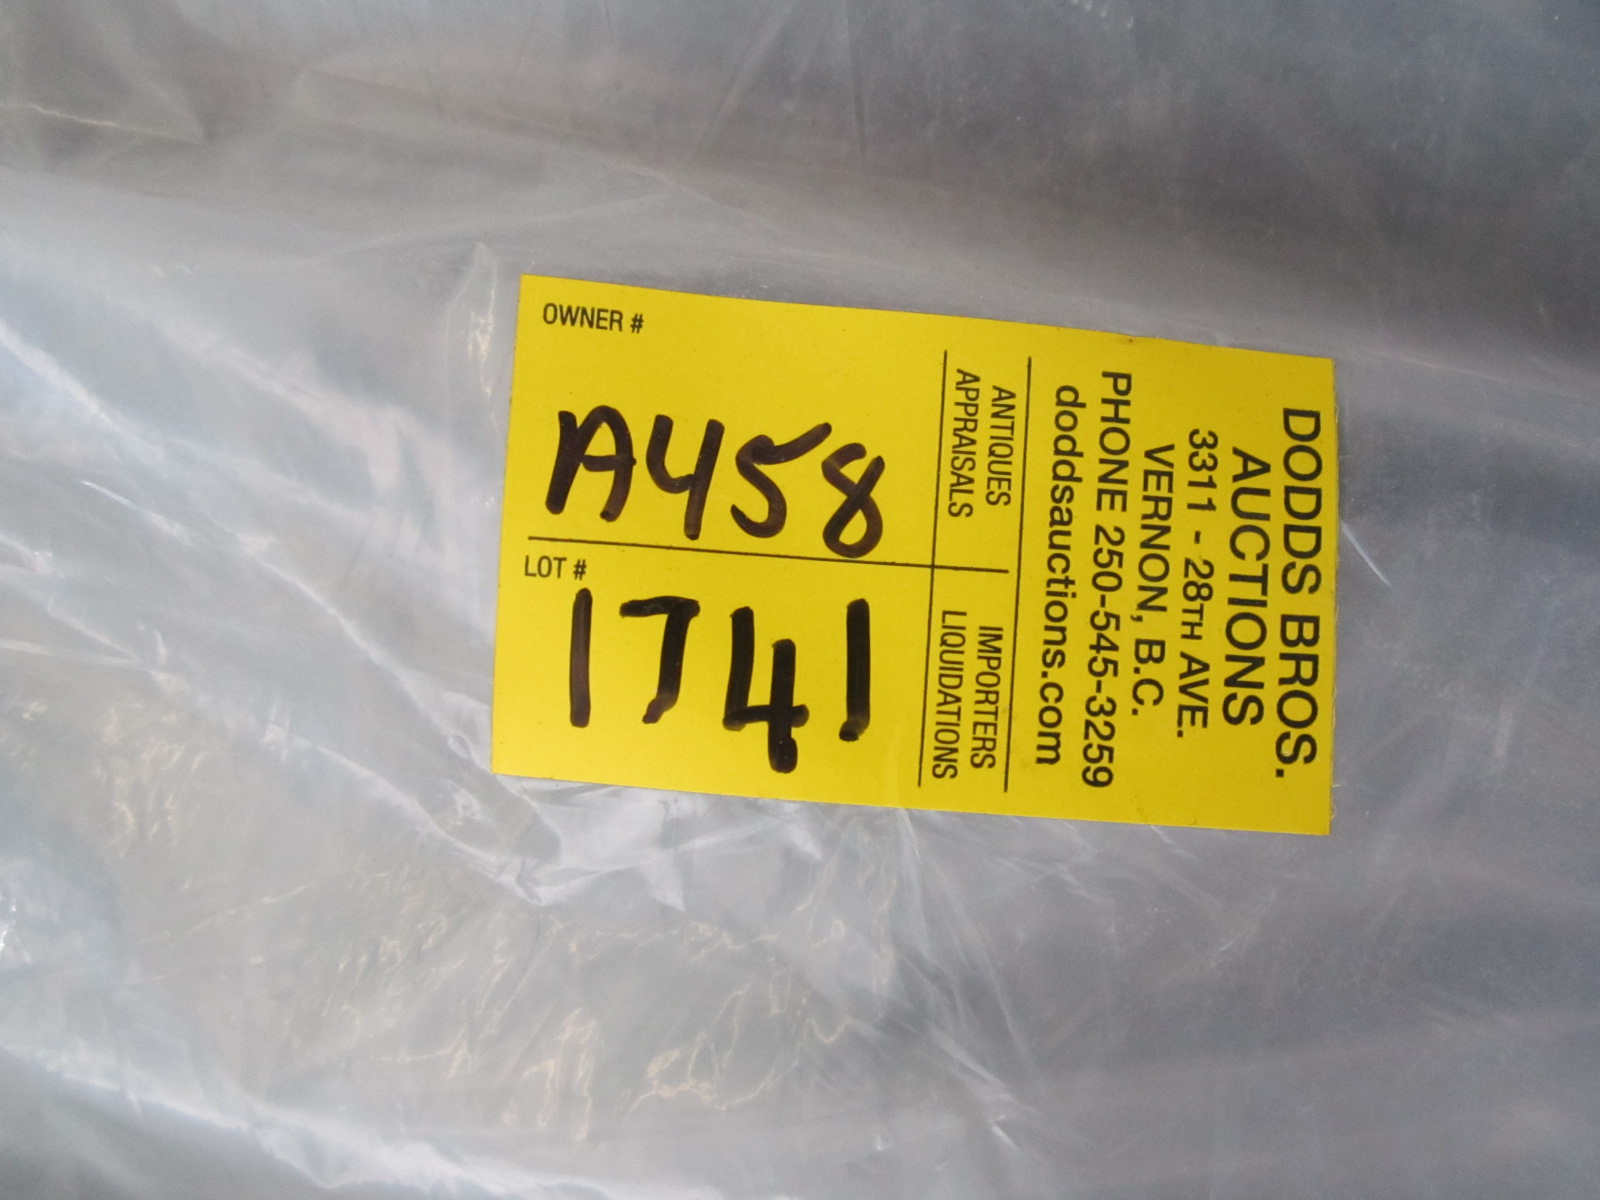 DODDS BROS.
AUCTIONS
3311 - 28TH AVE.
VERNON, B.C.
PHONE 250-545-3259
doddsauctions.com
ANTIQUES
APPRAISALS
IMPORTERS
LIQUIDATIONS
OWNER #
A458
LOT #
1741